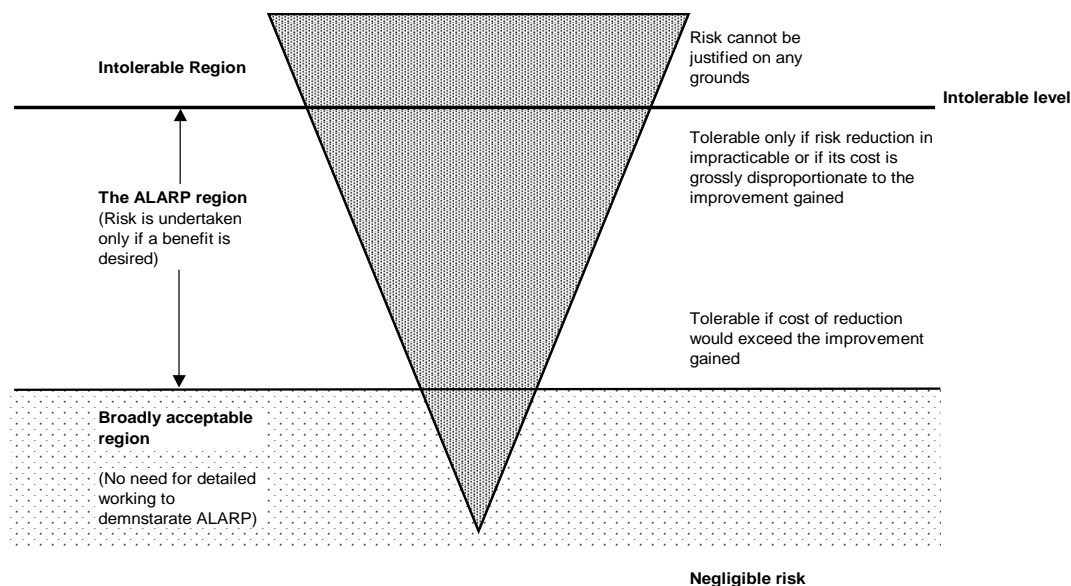 Intolerable Region
Risk cannot be
justified on any
grounds
Intolerable level
The ALARP region
(Risk is undertaken
only if a benefit is
desired)
Tolerable only if risk reduction in
impracticable or if its cost is
grossly disproportionate to the
improvement gained
Tolerable if cost of reduction
would exceed the improvement
gained
Broadly acceptable
region
(No need for detailed
working to
demnstarate ALARP)
Negligible risk